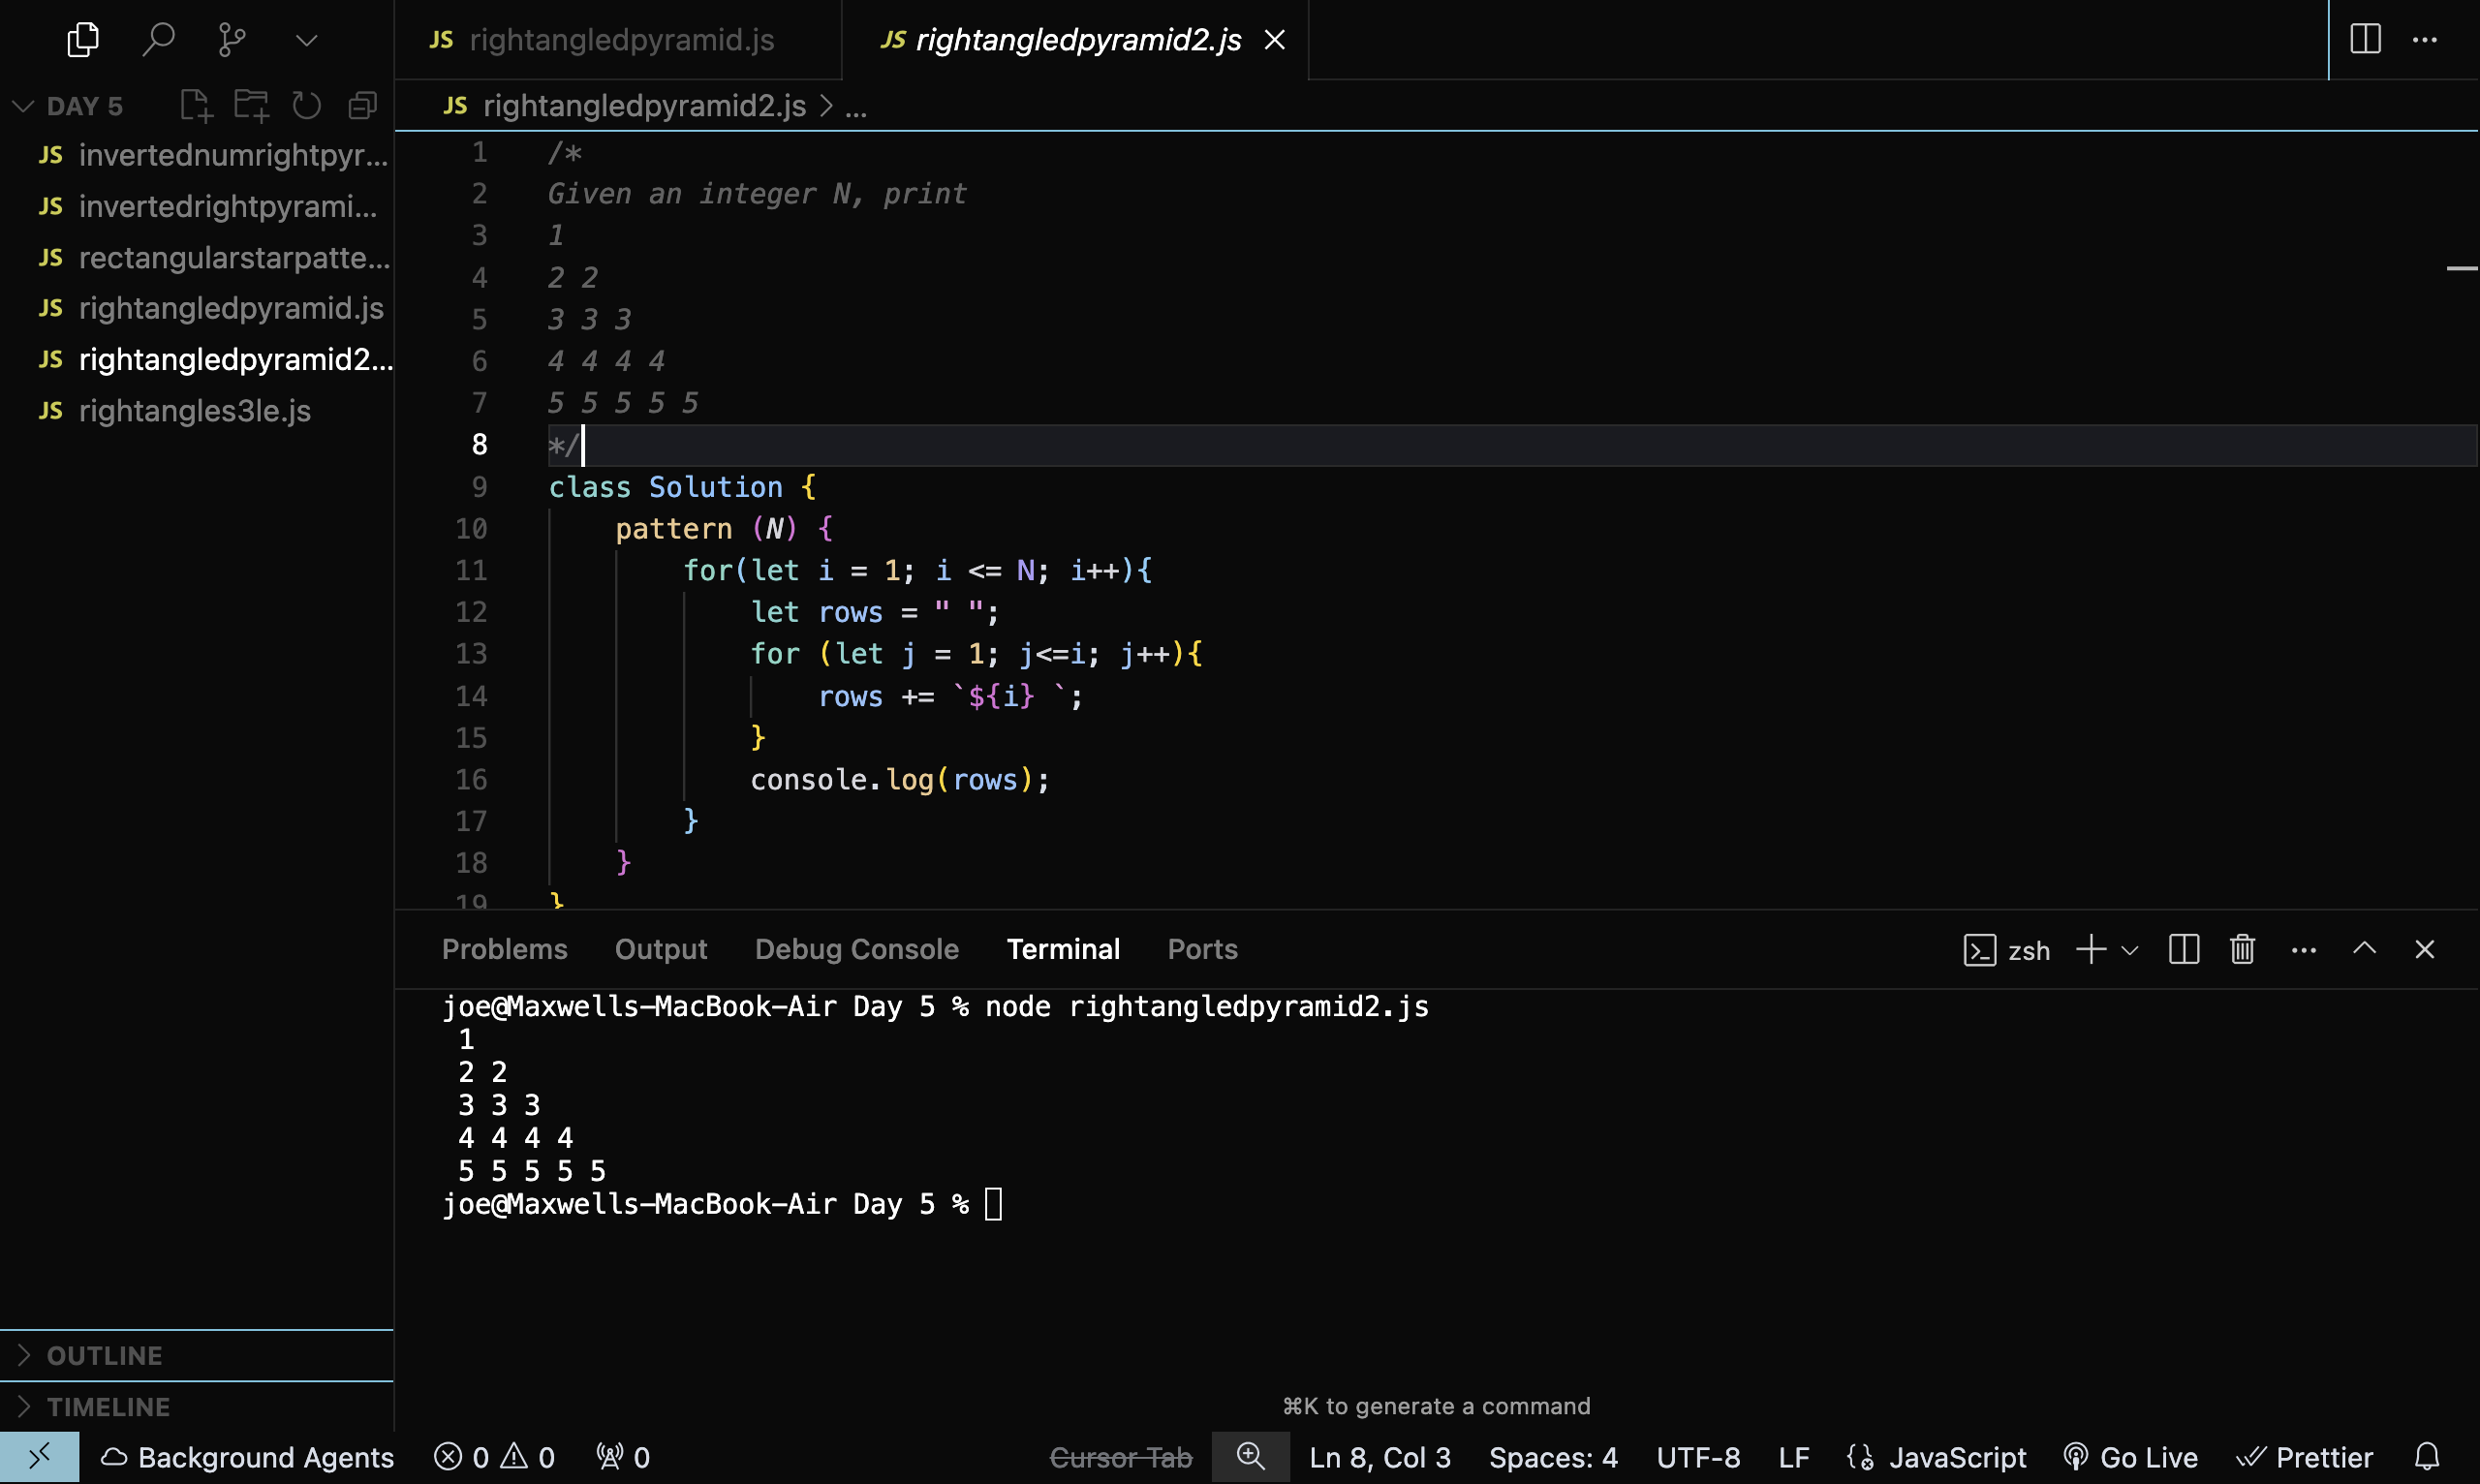 JS rightangledpyramid.js
JS rightangledpyramid2.js
DAY 5
JS rightangledpyramid2.js > ...
JS invertednumrightpyr...
JS invertedrightpyrami...
JS rectangularstarpatte...
JS rightangledpyramid.js
JS rightangledpyramid2...
JS rightangles3le.js
1 /*
2 Given an integer N, print
3 1
4 2 2
5 3 3 3
6 4 4 4 4
7 5 5 5 5 5
8 */
9 class Solution {
10     pattern (N) {
11         for(let i = 1; i <= N; i++){
12             let rows = " ";
13             for (let j = 1; j<=i; j++){
14                 rows += `${i} `;
15             }
16             console.log(rows);
17         }
18     }
19 }
Problems Output Debug Console Terminal Ports
zsh
joe@Maxwells-MacBook-Air Day 5 % node rightangledpyramid2.js
 1
 2 2
 3 3 3
 4 4 4 4
 5 5 5 5 5
joe@Maxwells-MacBook-Air Day 5 %
OUTLINE
TIMELINE
⌘K to generate a command
Background Agents 0 0 0 Cursor Tab Ln 8, Col 3 Spaces: 4 UTF-8 LF JavaScript Go Live Prettier